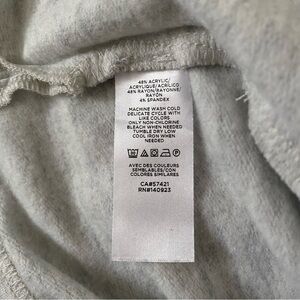 48% ACRYLIC/
ACRYLIQUE/ACRÍLICO
48% RAYON/RAYONNE/
RAYON
4% SPANDEX
MACHINE WASH COLD
DELICATE CYCLE WITH
LIKE COLORS
ONLY NON-CHLORINE
BLEACH WHEN NEEDED
TUMBLE DRY LOW
COOL IRON WHEN
NEEDED
AVEC DES COULEURS
SEMBLABLES/CON
COLORES SIMILARES
CA#57421
RN#140923